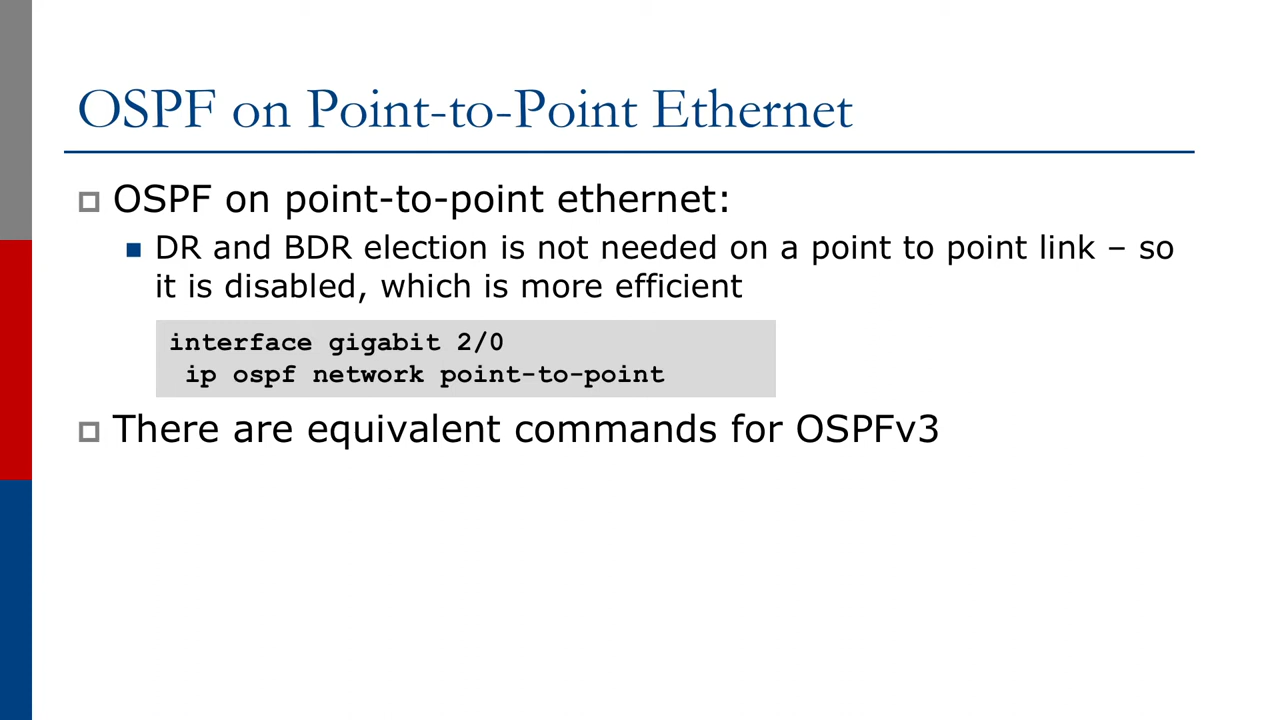 OSPF on Point-to-Point Ethernet
OSPF on point-to-point ethernet:
DR and BDR election is not needed on a point to point link – so
it is disabled, which is more efficient
interface gigabit 2/0
ip ospf network point-to-point
There are equivalent commands for OSPFv3